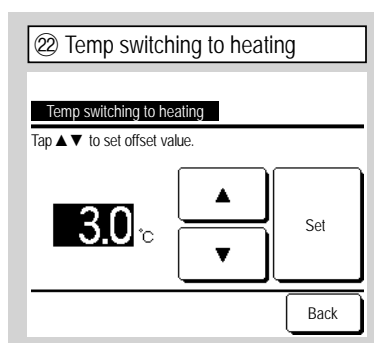 ㉒ Temp switching to heating
Temp switching to heating
Tap ▲▼ to set offset value.
▲
3.0 °C
Set
▼
Back